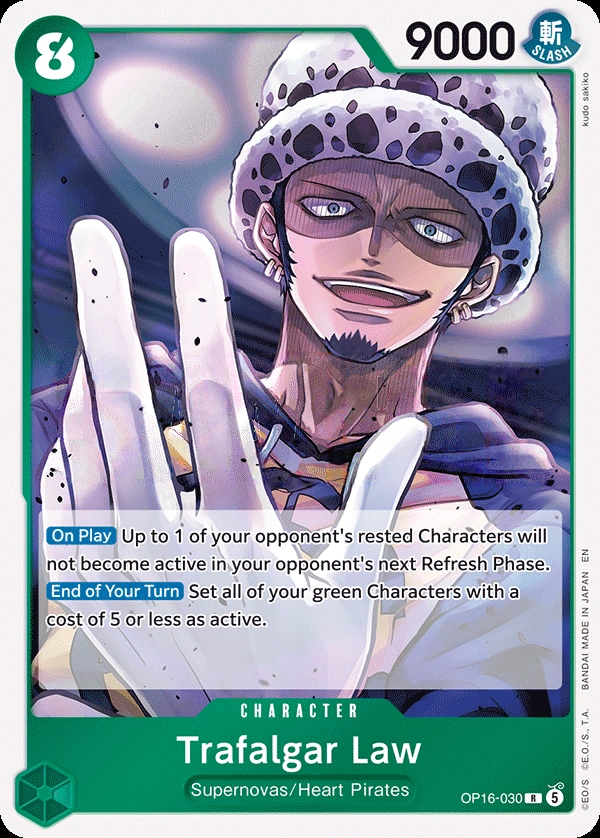 8
9000
斬
SLASH
kudo sakiko
On Play Up to 1 of your opponent's rested Characters will
not become active in your opponent's next Refresh Phase.
End of Your Turn Set all of your green Characters with a
cost of 5 or less as active.
CHARACTER
Trafalgar Law
Supernovas/Heart Pirates
OP16-030 R 5
©EO/S ©E.O./S., T.A. BANDAI MADE IN JAPAN EN